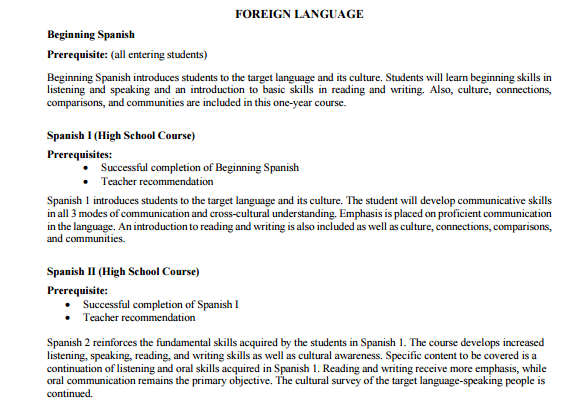 FOREIGN LANGUAGE
Beginning Spanish
Prerequisite: (all entering students)
Beginning Spanish introduces students to the target language and its culture. Students will learn beginning skills in
listening and speaking and an introduction to basic skills in reading and writing. Also, culture, connections,
comparisons, and communities are included in this one-year course.
Spanish I (High School Course)
Prerequisites:
• Successful completion of Beginning Spanish
• Teacher recommendation
Spanish 1 introduces students to the target language and its culture. The student will develop communicative skills
in all 3 modes of communication and cross-cultural understanding. Emphasis is placed on proficient communication
in the language. An introduction to reading and writing is also included as well as culture, connections, comparisons,
and communities.
Spanish II (High School Course)
Prerequisite:
• Successful completion of Spanish I
• Teacher recommendation
Spanish 2 reinforces the fundamental skills acquired by the students in Spanish 1. The course develops increased
listening, speaking, reading, and writing skills as well as cultural awareness. Specific content to be covered is a
continuation of listening and oral skills acquired in Spanish 1. Reading and writing receive more emphasis, while
oral communication remains the primary objective. The cultural survey of the target language-speaking people is
continued.